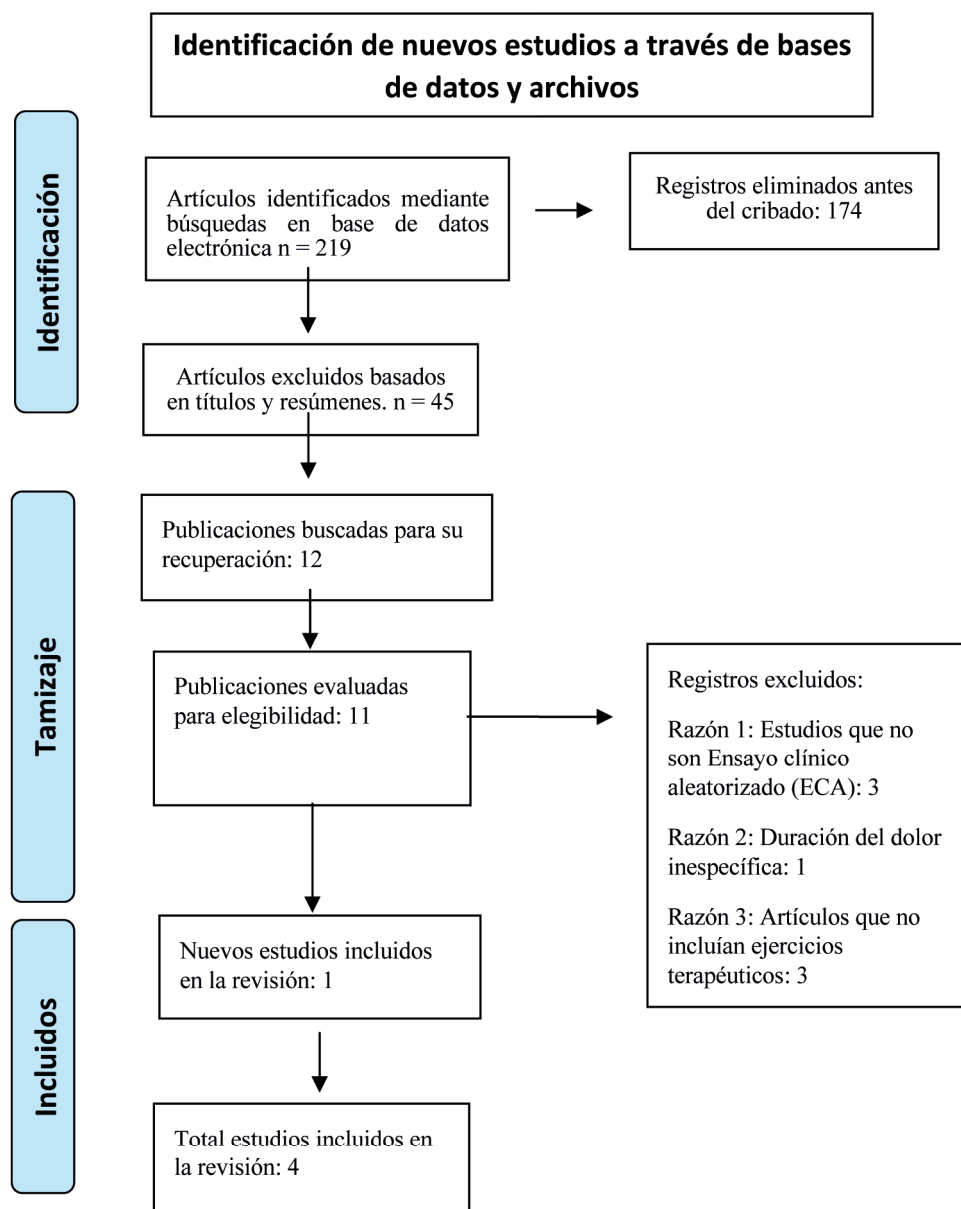 Identificación de nuevos estudios a través de bases
de datos y archivos
Identificación
Artículos identificados mediante
búsquedas en base de datos
electrónica n = 219
Registros eliminados antes
del cribado: 174
Artículos excluidos basados
en títulos y resúmenes. n = 45
Tamizaje
Publicaciones buscadas para su
recuperación: 12
Publicaciones evaluadas
para elegibilidad: 11
Registros excluidos:
Razón 1: Estudios que no
son Ensayo clínico
aleatorizado (ECA): 3
Razón 2: Duración del dolor
inespecífica: 1
Razón 3: Artículos que no
incluían ejercicios
terapéuticos: 3
Incluidos
Nuevos estudios incluidos
en la revisión: 1
Total estudios incluidos en
la revisión: 4